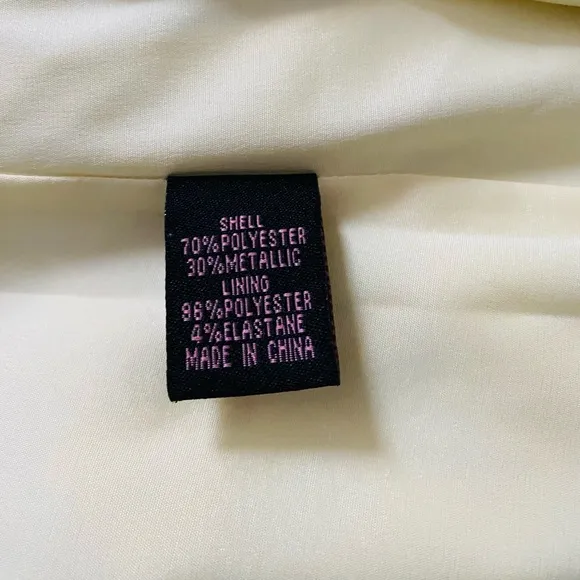 SHELL
70%POLYESTER
30%METALLIC
LINING
96%POLYESTER
4%ELASTANE
MADE IN CHINA